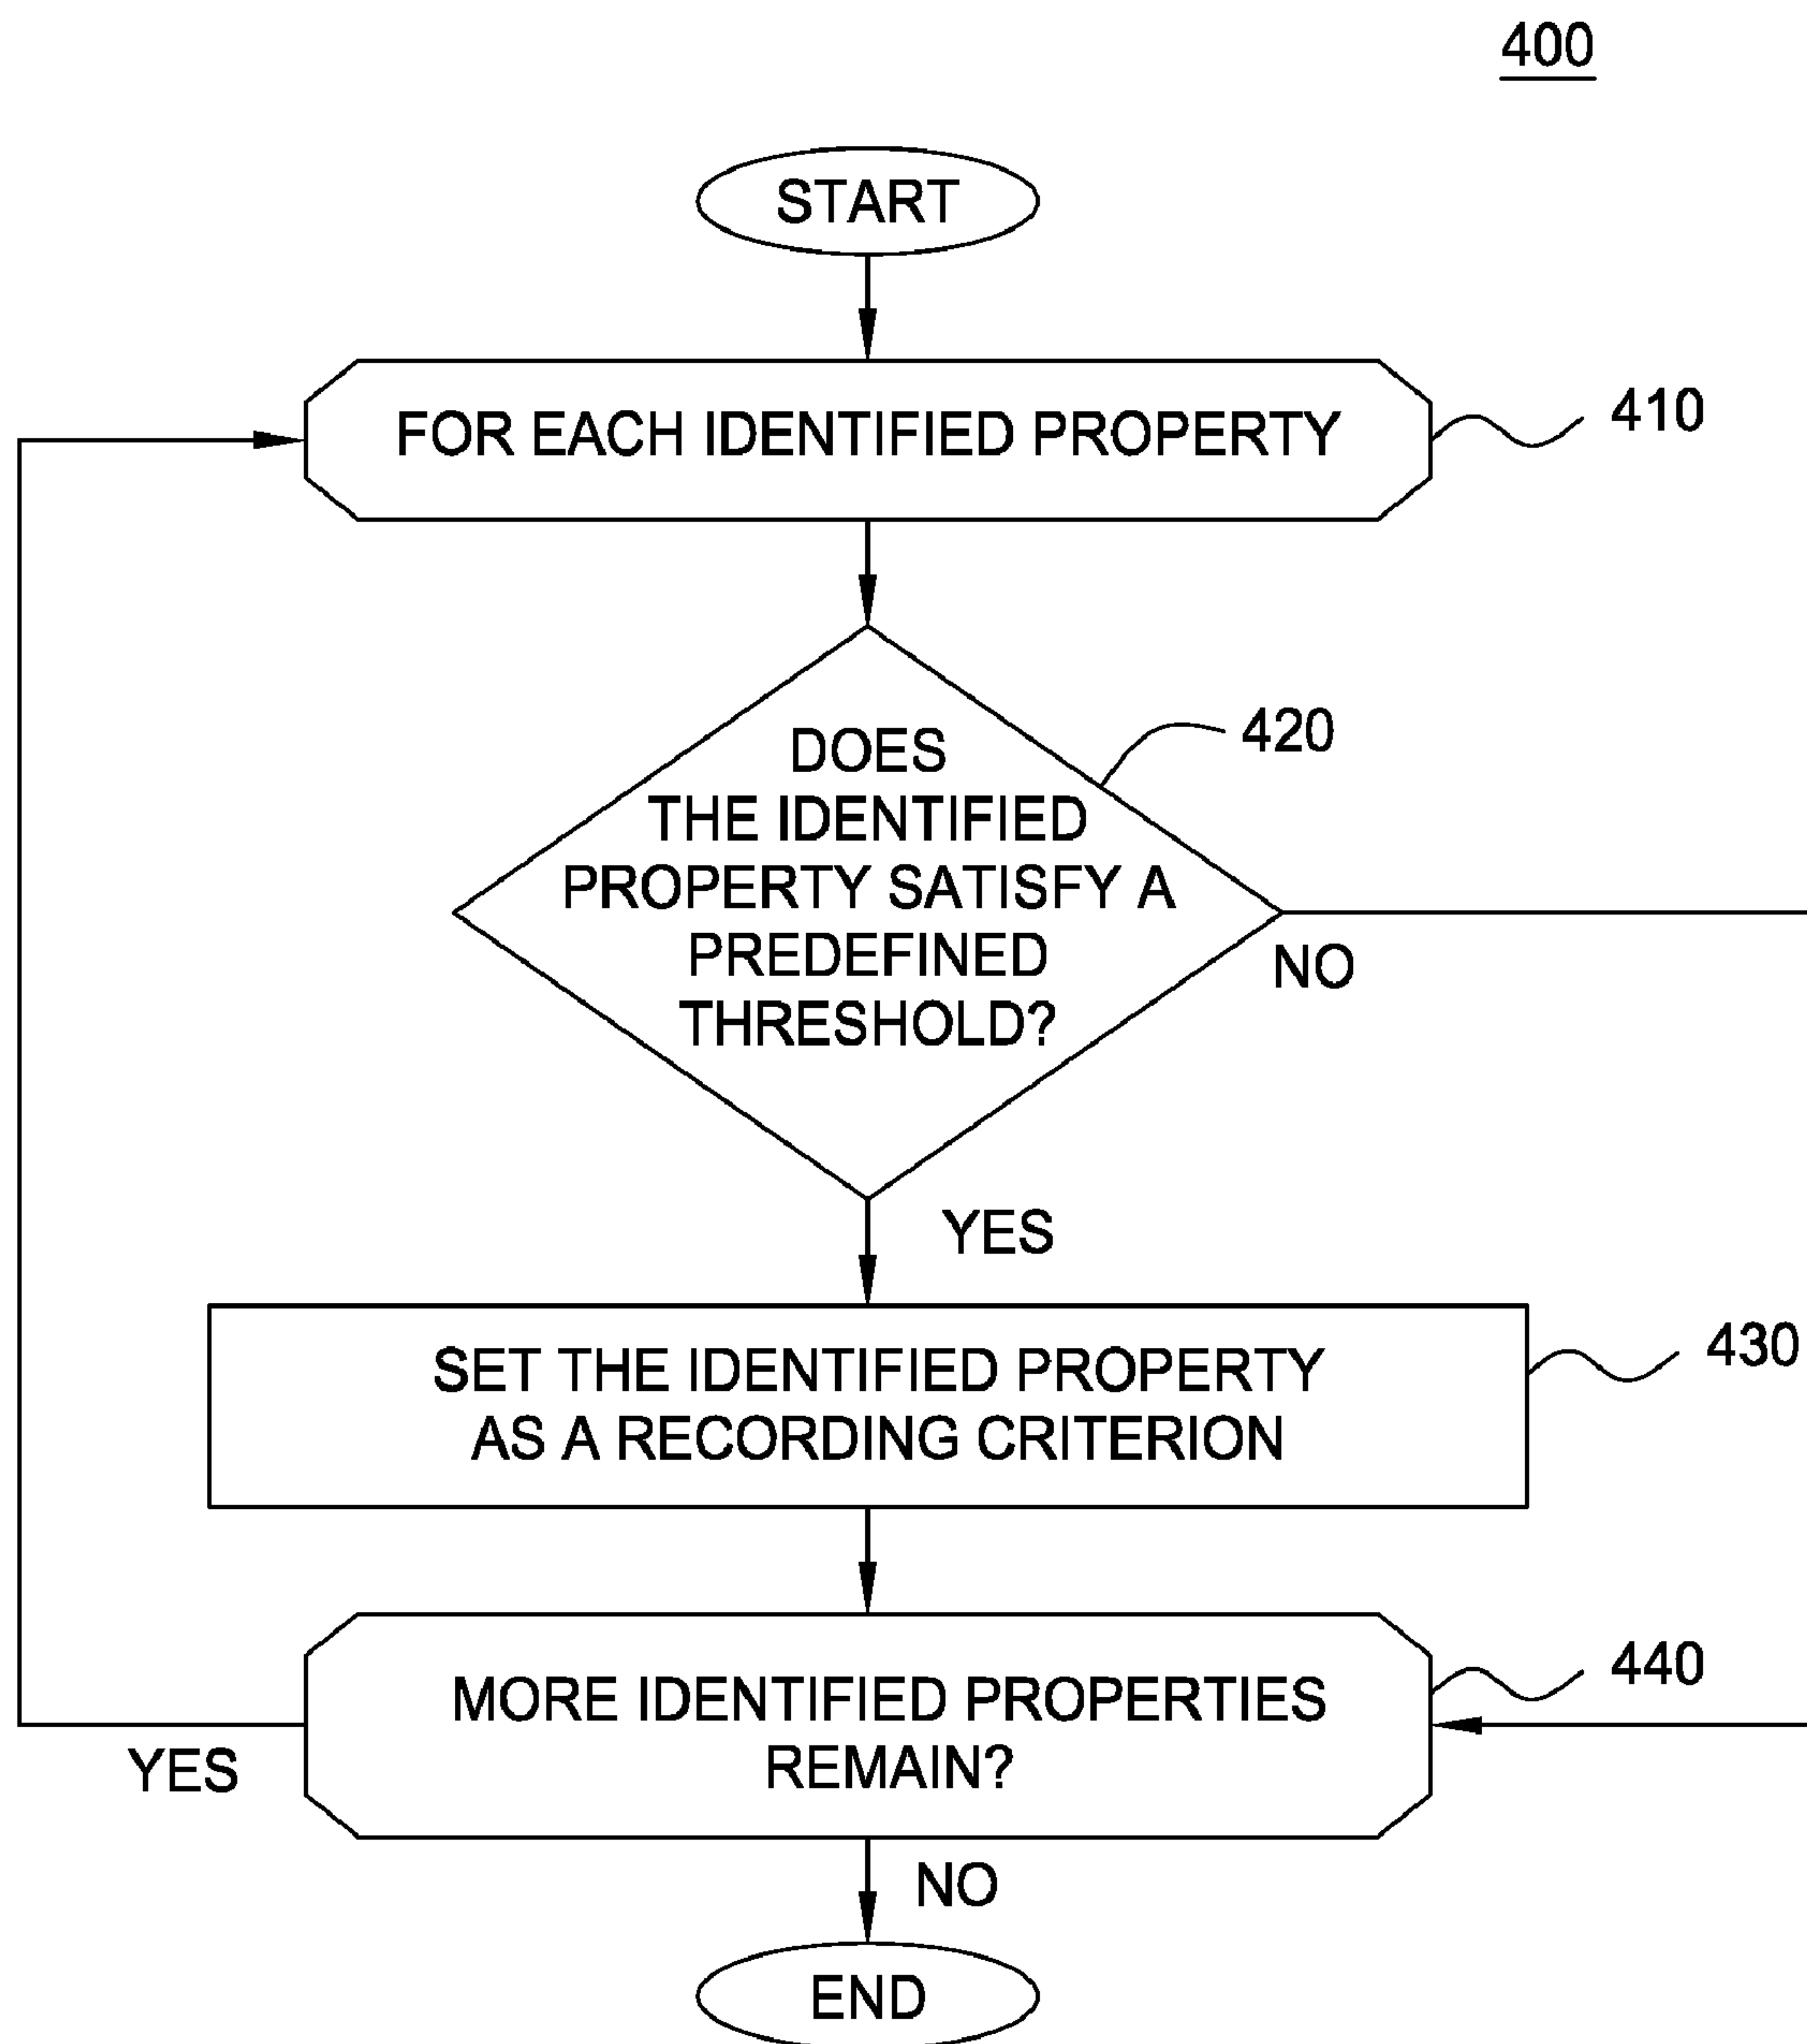 400
START
FOR EACH IDENTIFIED PROPERTY
410
DOES
THE IDENTIFIED
PROPERTY SATISFY A
PREDEFINED
THRESHOLD?
420
NO
YES
SET THE IDENTIFIED PROPERTY
AS A RECORDING CRITERION
430
MORE IDENTIFIED PROPERTIES
REMAIN?
440
YES
NO
END